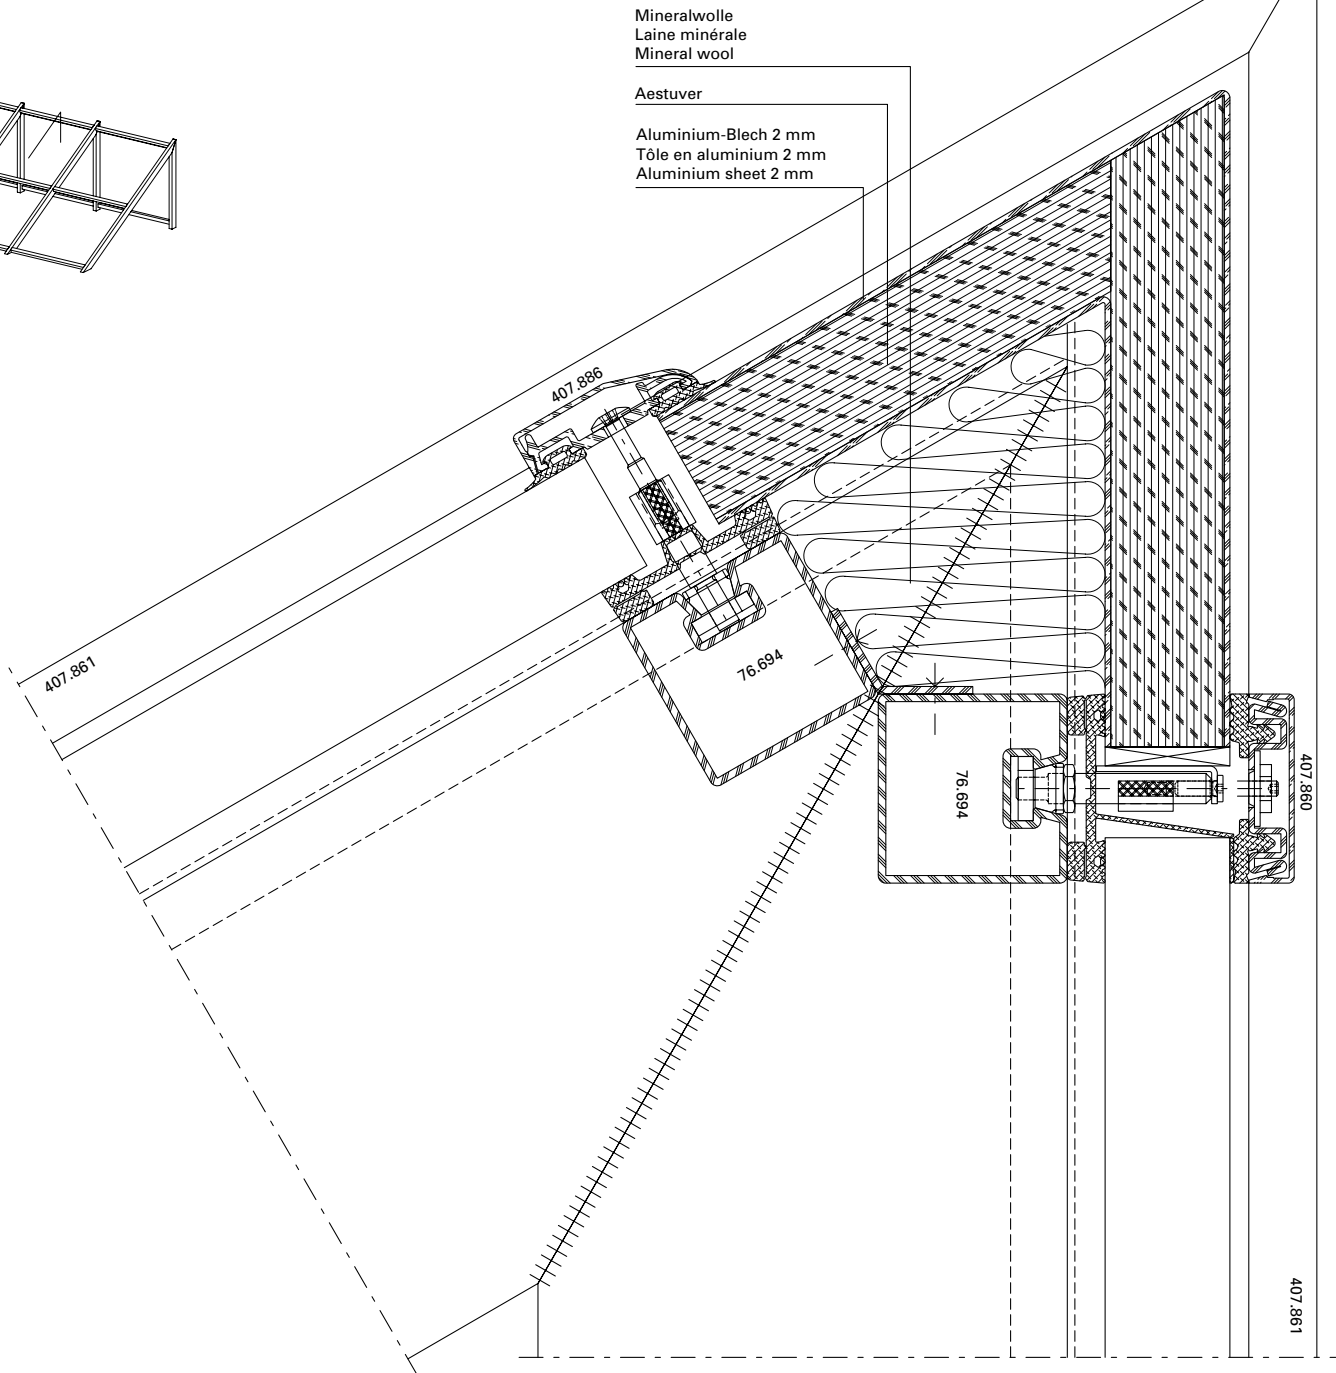 Mineralwolle
Laine minérale
Mineral wool
Aestuver
Aluminium-Blech 2 mm
Tôle en aluminium 2 mm
Aluminium sheet 2 mm
407.886
407.861
76.694
76.694
407.860
407.861